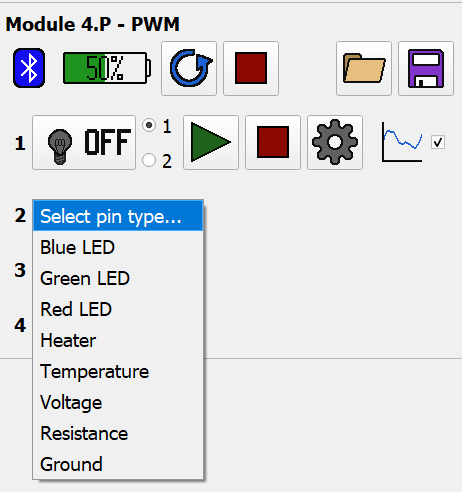 Module 4.P - PWM
50%
1 OFF 1
2
2 Select pin type...
Blue LED
Green LED
3
Red LED
4
Heater
Temperature
Voltage
Resistance
Ground